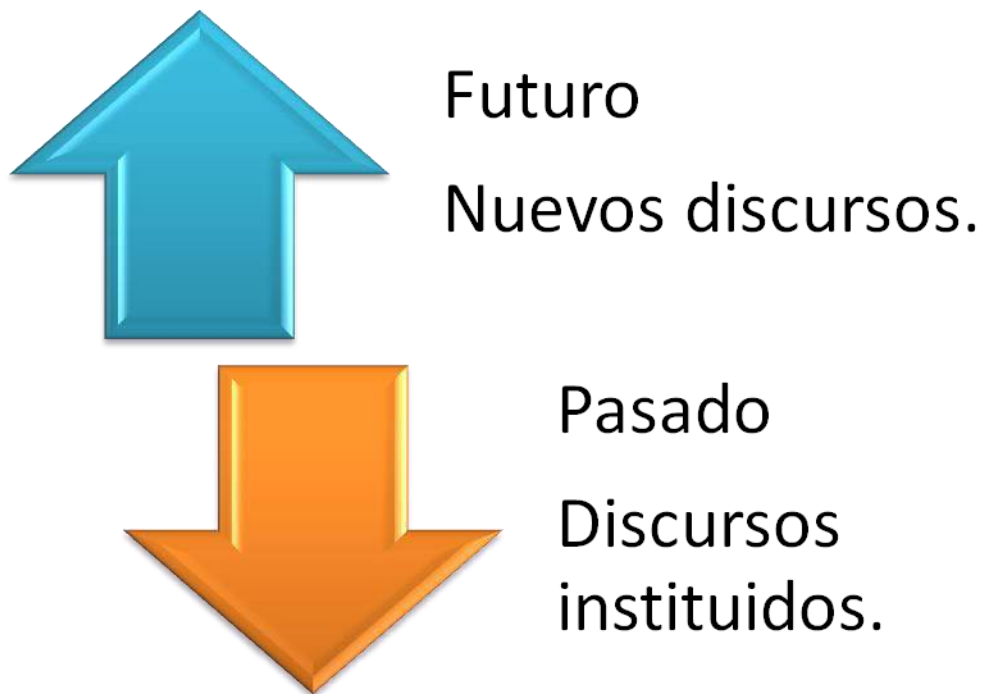 Futuro
Nuevos discursos.
Pasado
Discursos
instituidos.